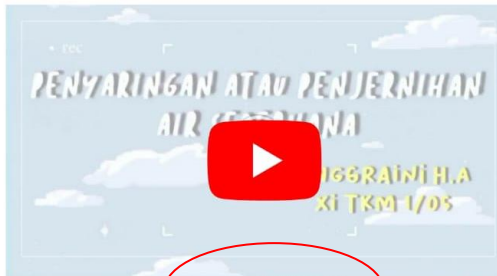 REC
PENYARINGAN ATAU PENJERNIHAN
AIR
H.A
XI TKM 1/05